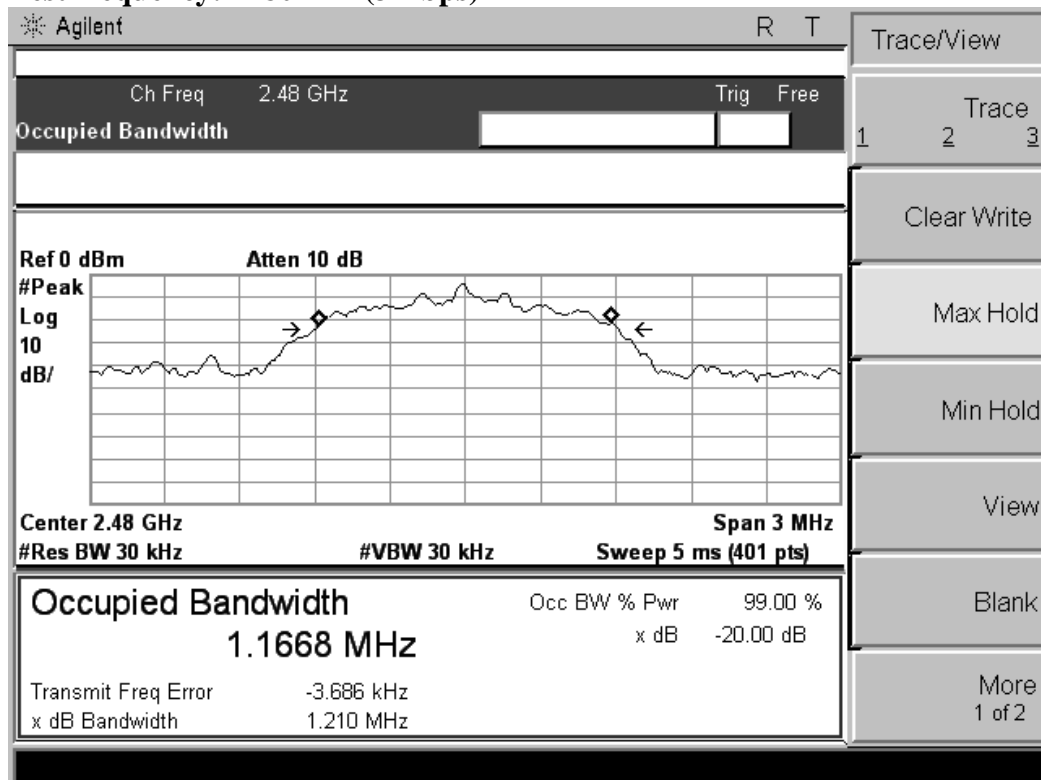 Agilent R T
Trace/View
Ch Freq 2.48 GHz Trig Free
Occupied Bandwidth
Trace
1 2 3
Clear Write
Ref 0 dBm Atten 10 dB
#Peak
Log
10
dB/
Max Hold
Min Hold
View
Center 2.48 GHz Span 3 MHz
#Res BW 30 kHz #VBW 30 kHz Sweep 5 ms (401 pts)
Occupied Bandwidth
1.1668 MHz
Occ BW % Pwr 99.00 %
x dB -20.00 dB
Transmit Freq Error -3.686 kHz
x dB Bandwidth 1.210 MHz
Blank
More
1 of 2